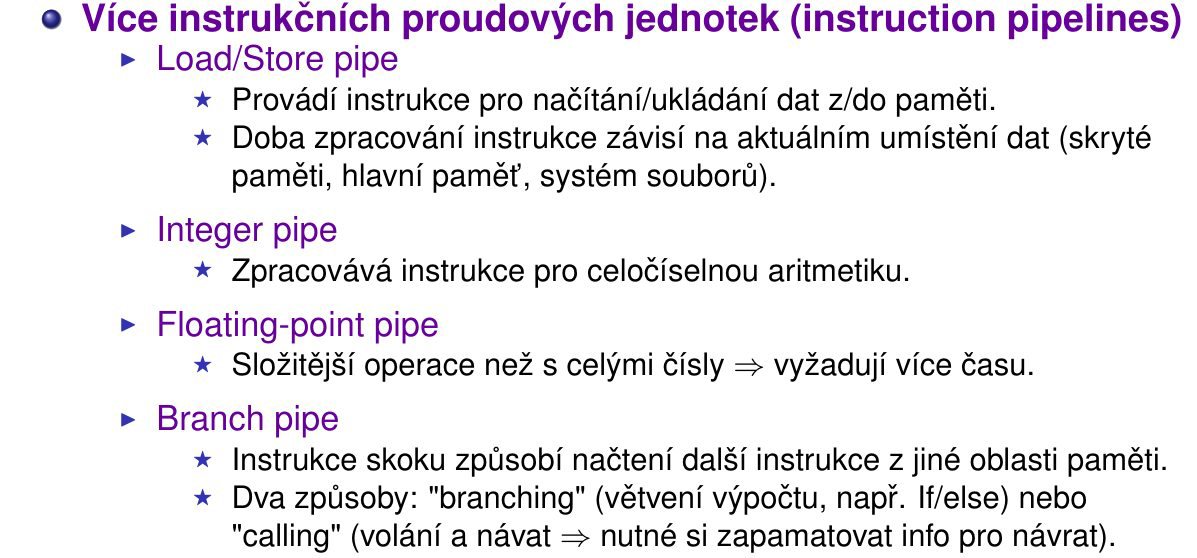 Více instrukčních proudových jednotek (instruction pipelines)
Load/Store pipe
Provádí instrukce pro načítání/ukládání dat z/do paměti.
Doba zpracování instrukce závisí na aktuálním umístění dat (skryté
paměti, hlavní paměť, systém souborů).
Integer pipe
Zpracovává instrukce pro celočíselnou aritmetiku.
Floating-point pipe
Složitější operace než s celými čísly ⇒ vyžadují více času.
Branch pipe
Instrukce skoku způsobí načtení další instrukce z jiné oblasti paměti.
Dva způsoby: "branching" (větvení výpočtu, např. If/else) nebo
"calling" (volání a návat ⇒ nutné si zapamatovat info pro návrat).